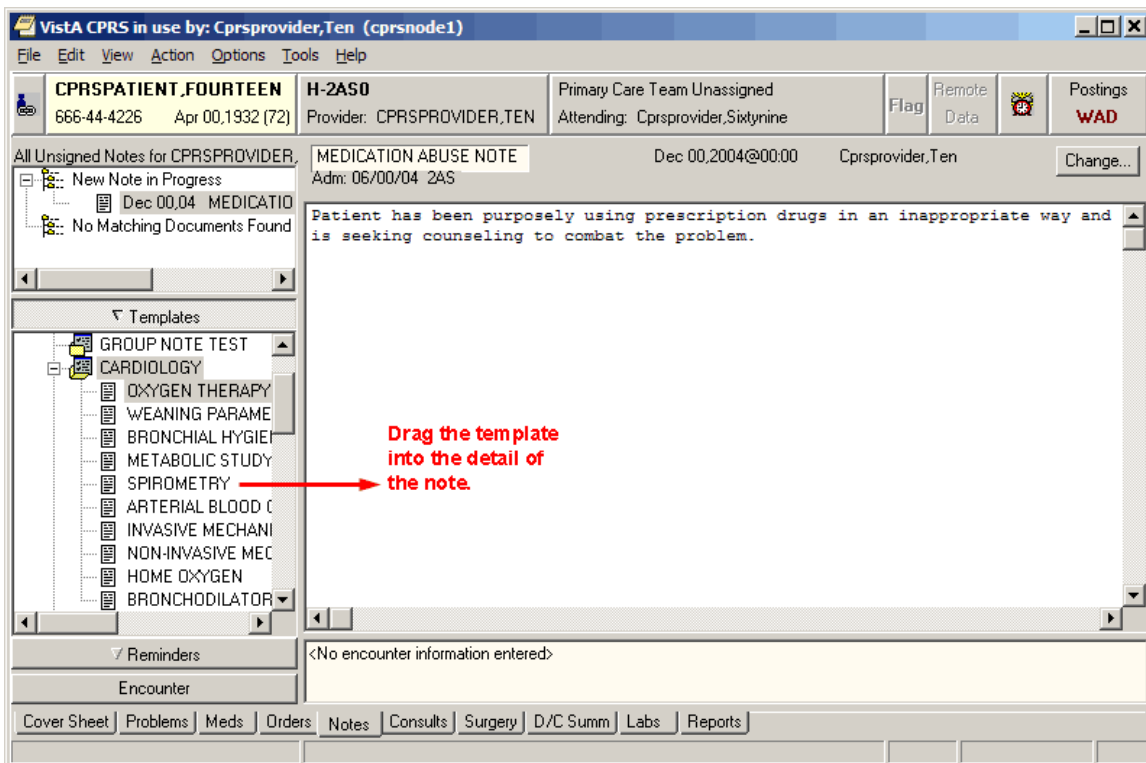 VistA CPRS in use by: Cprsprovider,Ten (cprsnode1)
File Edit View Action Options Tools Help
CPRSPATIENT,FOURTEEN
666-44-4226 Apr 00,1932 (72)
H-2AS0
Provider: CPRSPROVIDER,TEN
Primary Care Team Unassigned
Attending: Cprsprovider,Sixtynine
Flag
Remote
Data
Postings
WAD
All Unsigned Notes for CPRSPROVIDER,
New Note in Progress
Dec 00,04 MEDICATIO
No Matching Documents Found
MEDICATION ABUSE NOTE Dec 00,2004@00:00 Cprsprovider,Ten Change...
Adm: 06/00/04 2AS
Patient has been purposely using prescription drugs in an inappropriate way and
is seeking counseling to combat the problem.
Templates
GROUP NOTE TEST
CARDIOLOGY
OXYGEN THERAPY
WEANING PARAME
BRONCHIAL HYGIE
METABOLIC STUDY
SPIROMETRY
ARTERIAL BLOOD
INVASIVE MECHANI
NON-INVASIVE MEC
HOME OXYGEN
BRONCHODILATOR
Drag the template
into the detail of
the note.
Reminders
Encounter
<No encounter information entered>
Cover Sheet Problems Meds Orders Notes Consults Surgery D/C Summ Labs Reports